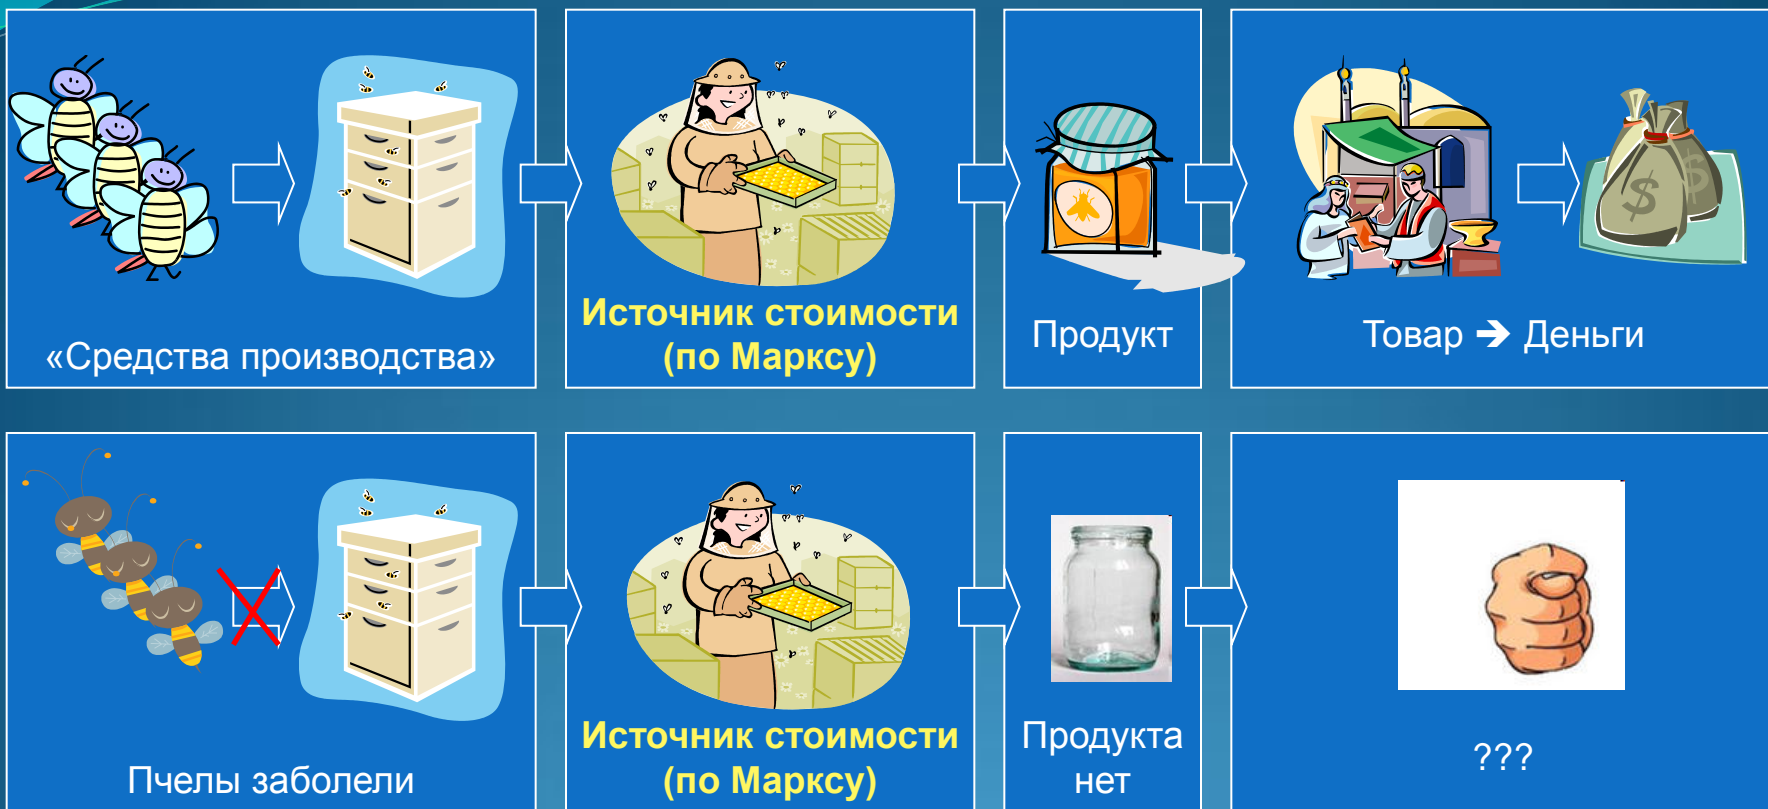 «Средства производства»
Источник стоимости
(по Марксу)
Продукт
Товар ➔ Деньги
Пчелы заболели
Источник стоимости
(по Марксу)
Продукта
нет
???